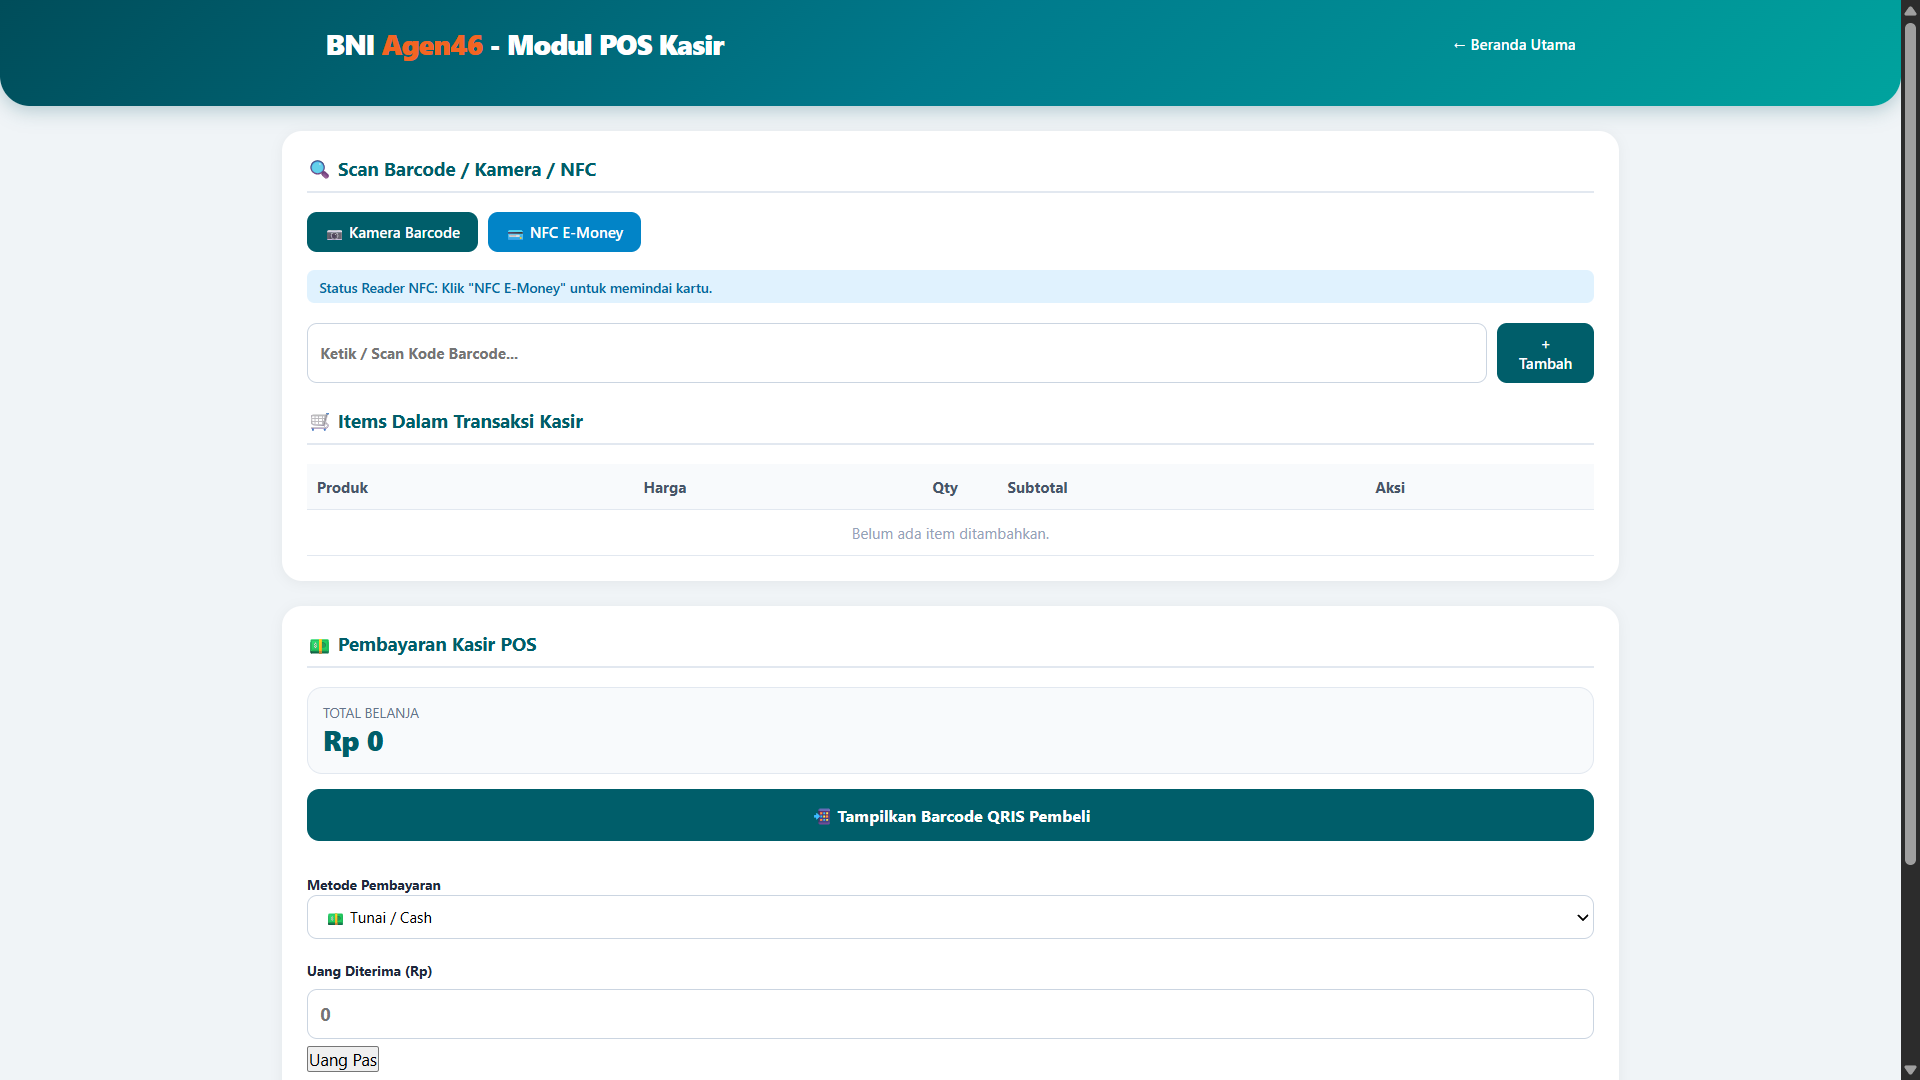 BNI Agen46 - Modul POS Kasir
← Beranda Utama
Scan Barcode / Kamera / NFC
Kamera Barcode
NFC E-Money
Status Reader NFC: Klik "NFC E-Money" untuk memindai kartu.
Ketik / Scan Kode Barcode...
+
Tambah
Items Dalam Transaksi Kasir
Produk Harga Qty Subtotal Aksi
Belum ada item ditambahkan.
Pembayaran Kasir POS
TOTAL BELANJA
Rp 0
Tampilkan Barcode QRIS Pembeli
Metode Pembayaran
Tunai / Cash
Uang Diterima (Rp)
0
Uang Pas